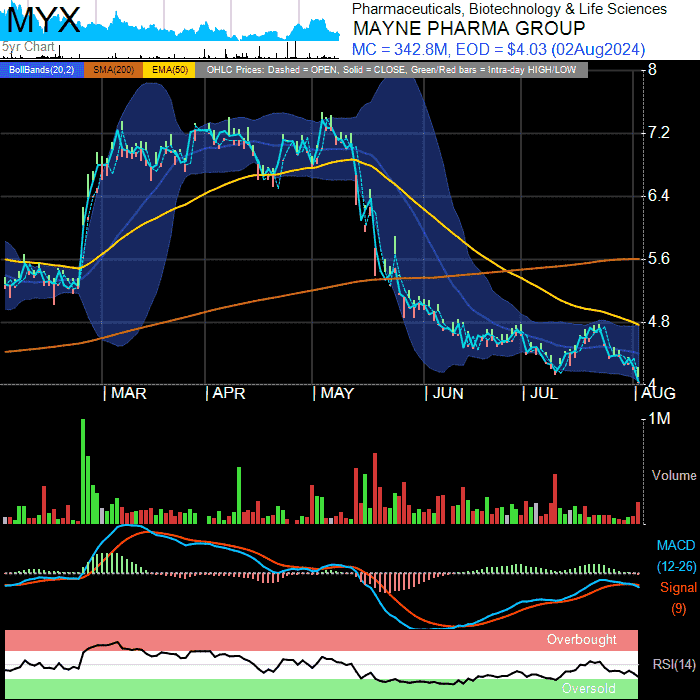 MYX
5yr Chart
Pharmaceuticals, Biotechnology & Life Sciences
MAYNE PHARMA GROUP
MC = 342.8M, EOD = $4.03 (02Aug2024)
BollBands(20,2) SMA(200) EMA(50) OHLC Prices: Dashed = OPEN, Solid = CLOSE, Green/Red bars = Intra-day HIGH/LOW
8
7.2
6.4
5.6
4.8
4
MAR APR MAY JUN JUL AUG
1M
Volume
MACD
(12-26)
Signal
(9)
Overbought
RSI(14)
Oversold